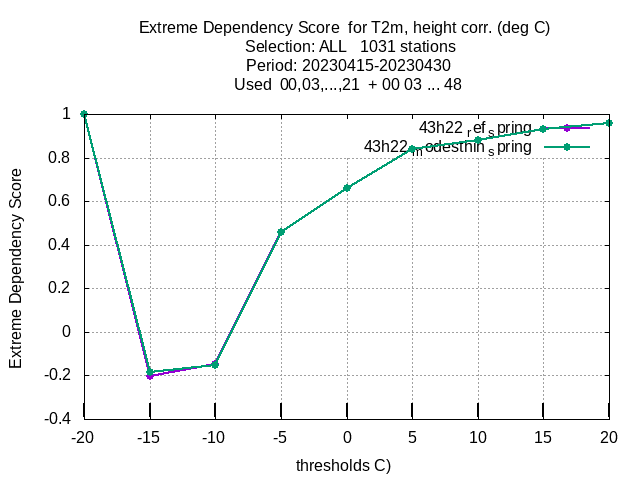 Extreme Dependency Score  for T2m, height corr. (deg C)
Selection: ALL   1031 stations
Period: 20230415-20230430
Used  00,03,...,21  + 00 03 ... 48
43h22_ref_spring
43h22_modesthin_spring
1
0.8
0.6
0.4
0.2
0
-0.2
-0.4
Extreme Dependency Score
-20 -15 -10 -5 0 5 10 15 20
thresholds C)